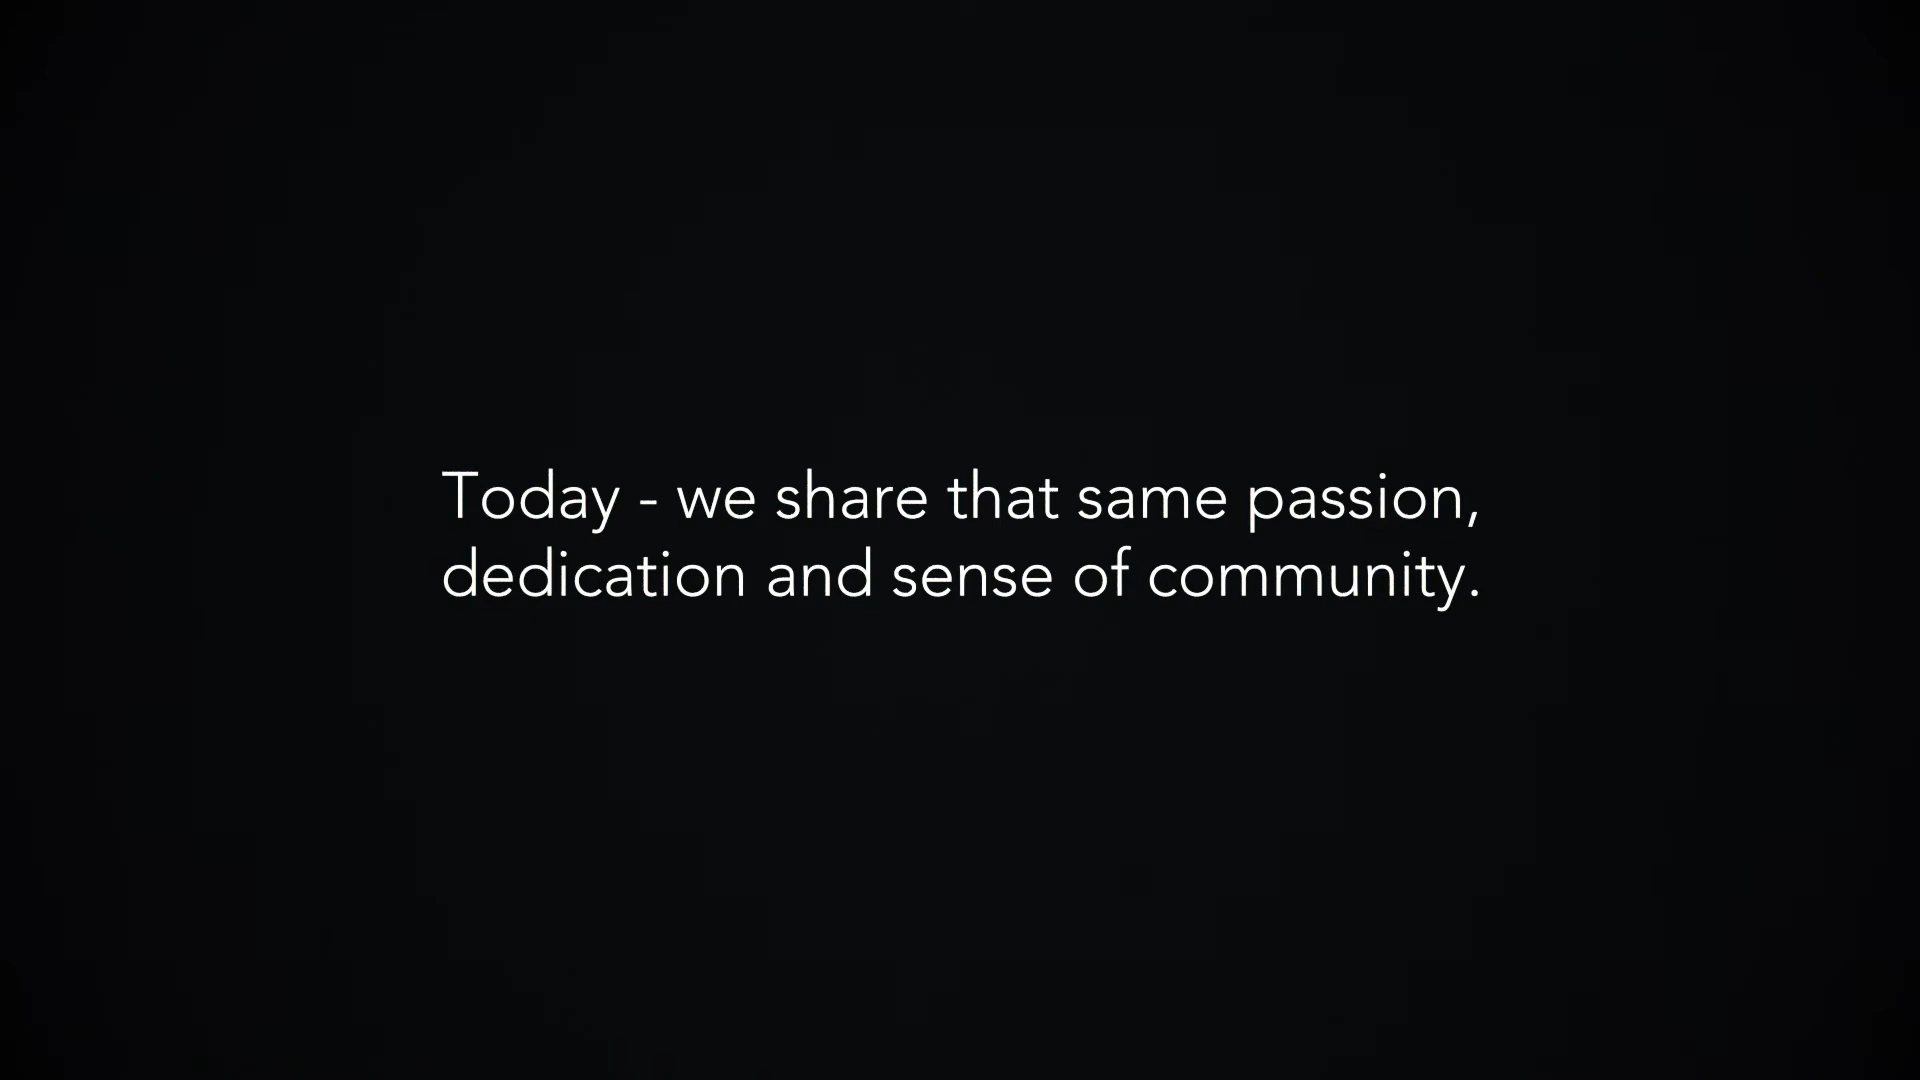 Today - we share that same passion,
dedication and sense of community.